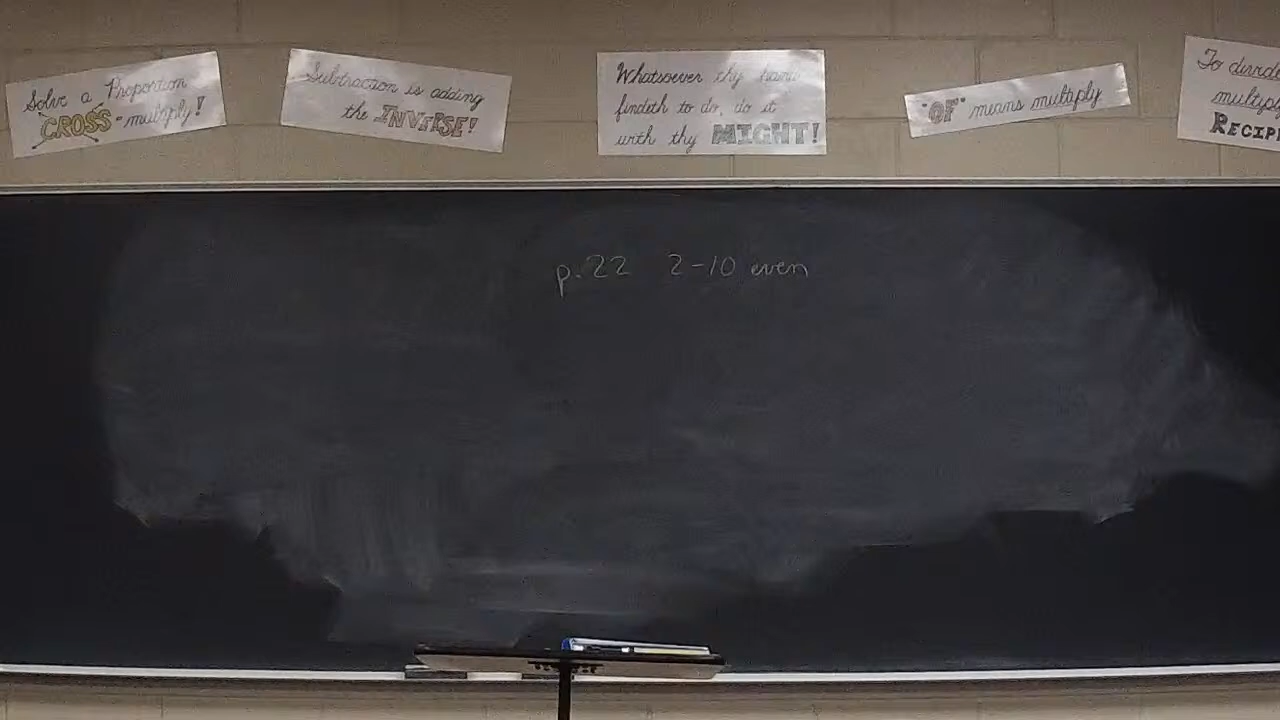 Solve a Proportion
CROSS-multiply!
Subtraction is adding
the INVERSE!
Whatsoever thy hand
findeth to do, do it
with thy MIGHT!
"OF" means multiply
To divide
multip
RECIP
p. 22 2-10 even